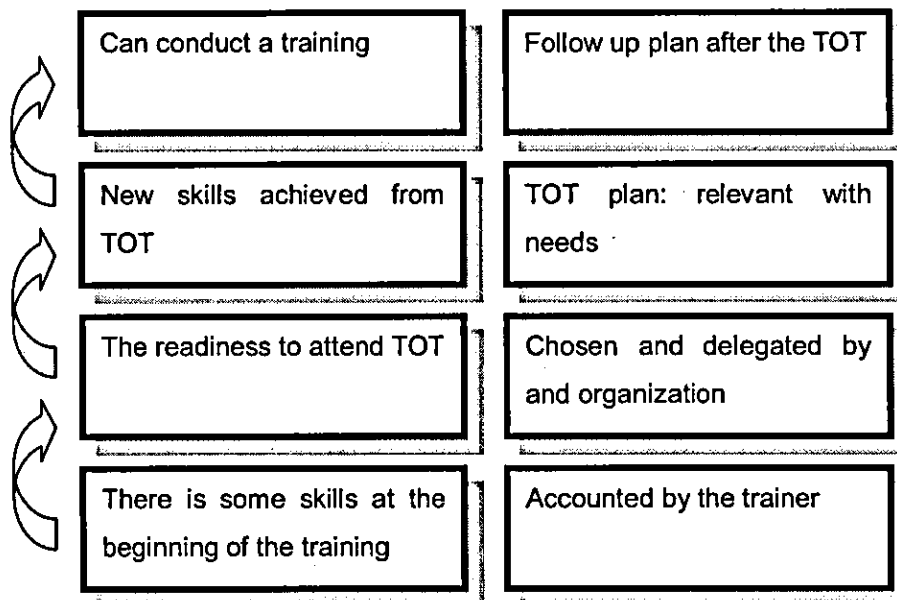 Can conduct a training
Follow up plan after the TOT
New skills achieved from
TOT
TOT plan: relevant with
needs
The readiness to attend TOT
Chosen and delegated by
and organization
There is some skills at the
beginning of the training
Accounted by the trainer